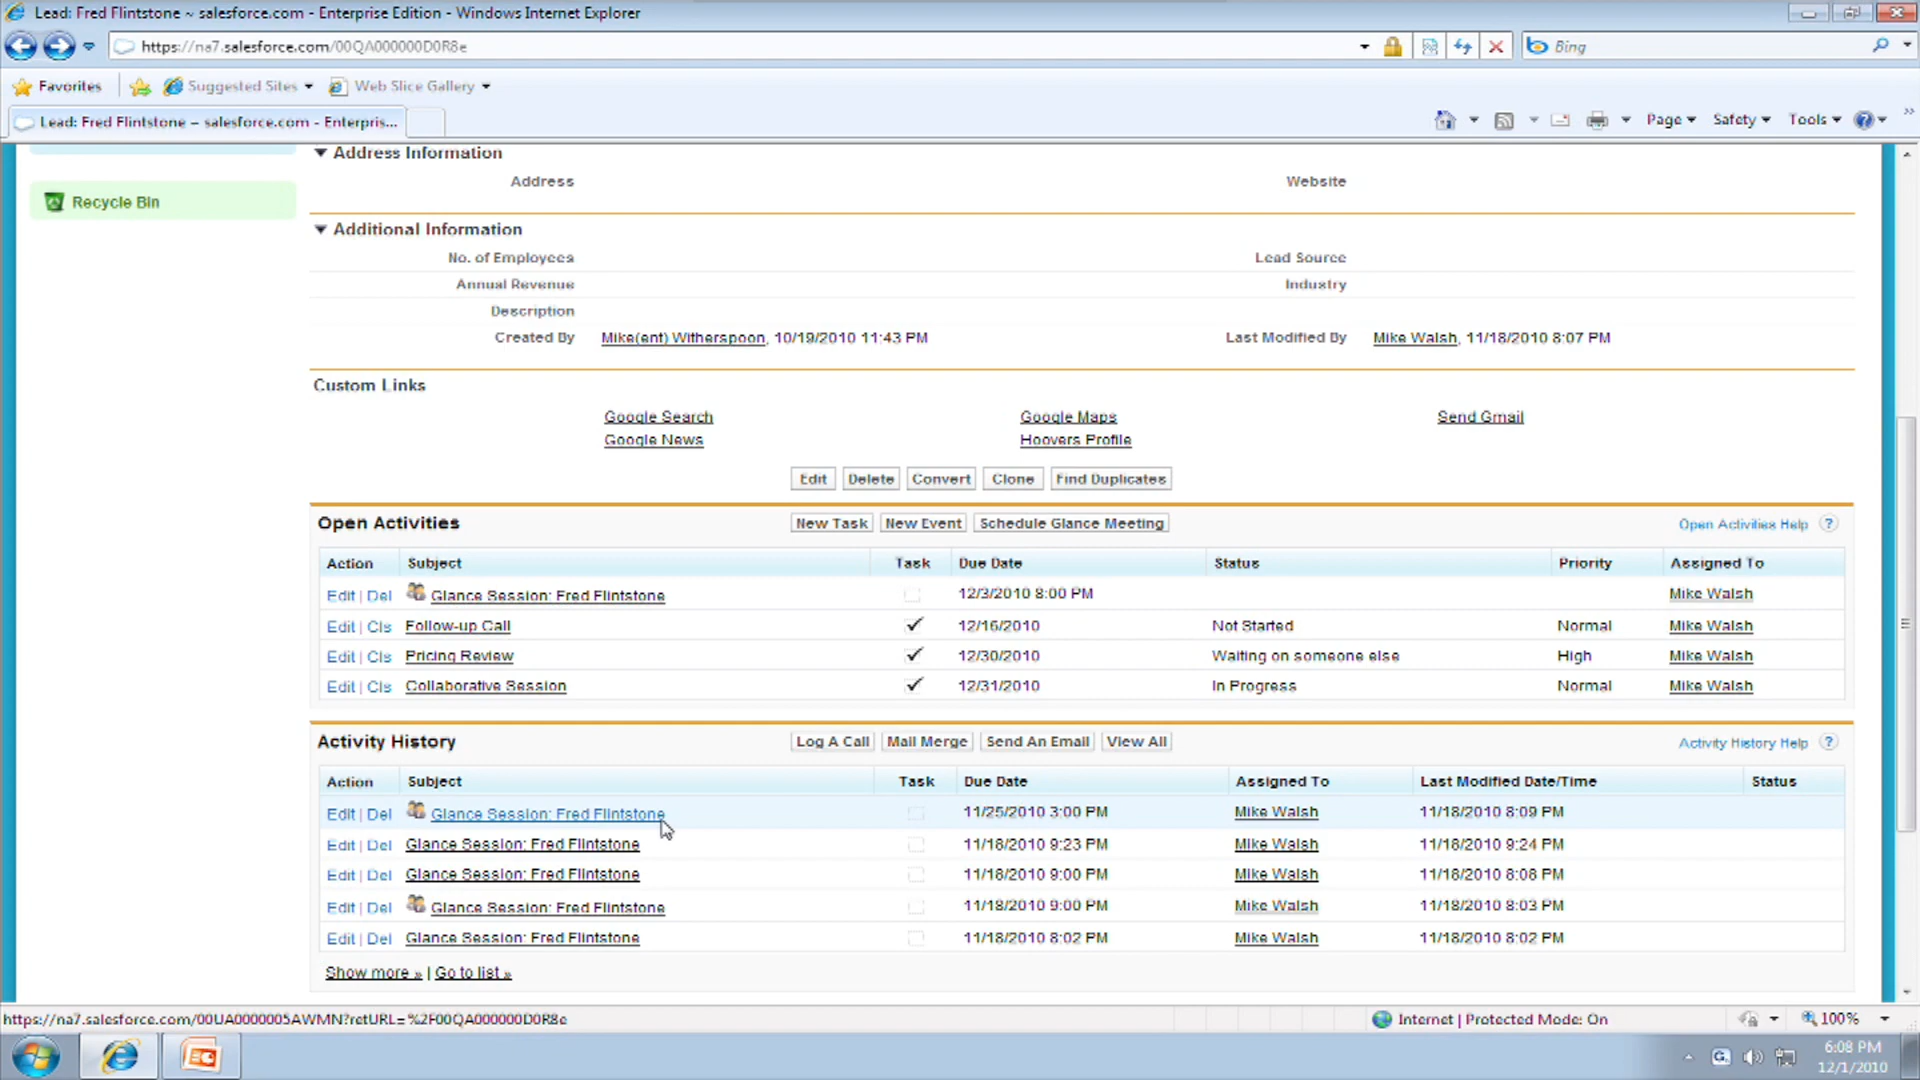 Lead: Fred Flintstone ~ salesforce.com - Enterprise Edition - Windows Internet Explorer
https://na7.salesforce.com/00QA000000D0R8e
Bing
Favorites Suggested Sites Web Slice Gallery
Lead: Fred Flintstone ~ salesforce.com - Enterpris...
Page Safety Tools
Recycle Bin
Address Information
Address Website
Additional Information
No. of Employees Lead Source
Annual Revenue Industry
Description
Created By Mike(ent) Witherspoon, 10/19/2010 11:43 PM Last Modified By Mike Walsh, 11/18/2010 8:07 PM
Custom Links
Google Search Google Maps Send Gmail
Google News Hoovers Profile
Edit Delete Convert Clone Find Duplicates
Open Activities New Task New Event Schedule Glance Meeting Open Activities Help ?
Action Subject Task Due Date Status Priority Assigned To
Edit | Del Glance Session: Fred Flintstone 12/3/2010 8:00 PM Mike Walsh
Edit | Cls Follow-up Call 12/16/2010 Not Started Normal Mike Walsh
Edit | Cls Pricing Review 12/30/2010 Waiting on someone else High Mike Walsh
Edit | Cls Collaborative Session 12/31/2010 In Progress Normal Mike Walsh
Activity History Log A Call Mail Merge Send An Email View All Activity History Help ?
Action Subject Task Due Date Assigned To Last Modified Date/Time Status
Edit | Del Glance Session: Fred Flintstone 11/25/2010 3:00 PM Mike Walsh 11/18/2010 8:09 PM
Edit | Del Glance Session: Fred Flintstone 11/18/2010 9:23 PM Mike Walsh 11/18/2010 9:24 PM
Edit | Del Glance Session: Fred Flintstone 11/18/2010 9:00 PM Mike Walsh 11/18/2010 8:08 PM
Edit | Del Glance Session: Fred Flintstone 11/18/2010 9:00 PM Mike Walsh 11/18/2010 8:03 PM
Edit | Del Glance Session: Fred Flintstone 11/18/2010 8:02 PM Mike Walsh 11/18/2010 8:02 PM
Show more » | Go to list »
https://na7.salesforce.com/00UA0000005AWMN?retURL=%2F00QA000000D0R8e Internet | Protected Mode: On 100%
6:08 PM
12/1/2010